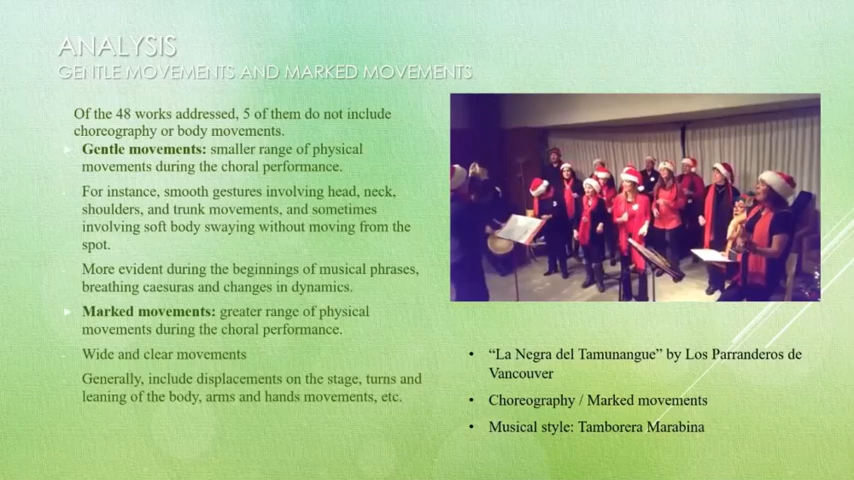 ANALYSIS
GENTLE MOVEMENTS AND MARKED MOVEMENTS
Of the 48 works addressed, 5 of them do not include
choreography or body movements.
Gentle movements: smaller range of physical
movements during the choral performance.
For instance, smooth gestures involving head, neck,
shoulders, and trunk movements, and sometimes
involving soft body swaying without moving from the
spot.
More evident during the beginnings of musical phrases,
breathing caesuras and changes in dynamics.
Marked movements: greater range of physical
movements during the choral performance.
- Wide and clear movements
Generally, include displacements on the stage, turns and
leaning of the body, arms and hands movements, etc.
• “La Negra del Tamunangue” by Los Parranderos de
Vancouver
• Choreography / Marked movements
• Musical style: Tamborera Marabina